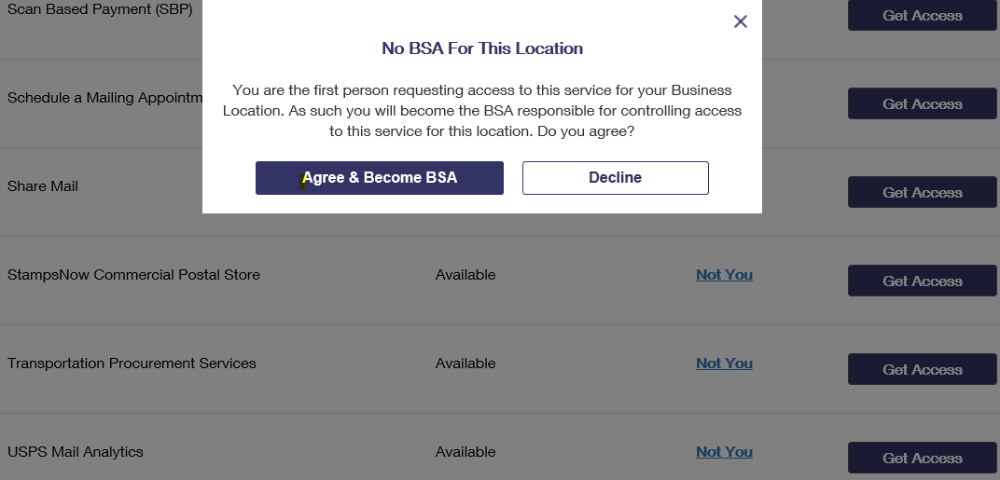 Scan Based Payment (SBP)
Get Access
No BSA For This Location
You are the first person requesting access to this service for your Business
Location. As such you will become the BSA responsible for controlling access
to this service for this location. Do you agree?
Schedule a Mailing Appointm
Get Access
Agree & Become BSA
Decline
Share Mail
Get Access
StampsNow Commercial Postal Store
Available
Not You
Get Access
Transportation Procurement Services
Available
Not You
Get Access
USPS Mail Analytics
Available
Not You
Get Access